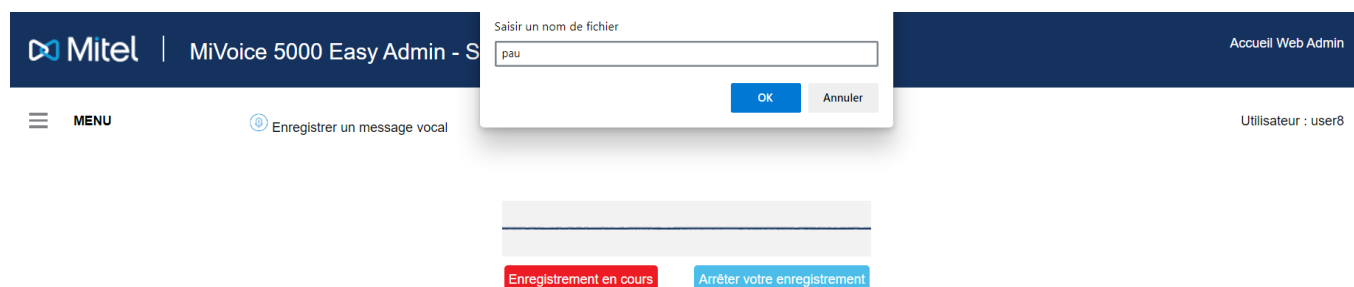 Saisir un nom de fichier
Mitel | MiVoice 5000 Easy Admin - S
pau
Accueil Web Admin
OK Annuler
MENU
Enregistrer un message vocal
Utilisateur : user8
Enregistrement en cours
Arrêter votre enregistrement